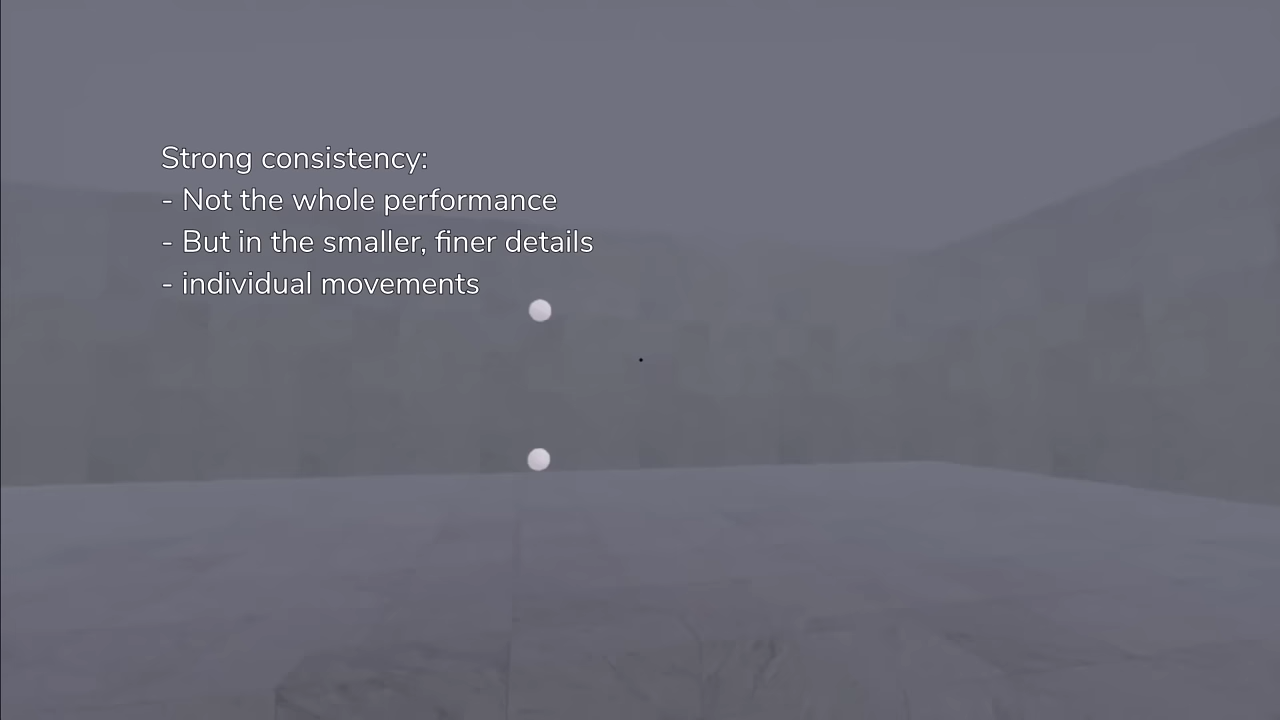 Strong consistency:
- Not the whole performance
- But in the smaller, finer details
- individual movements